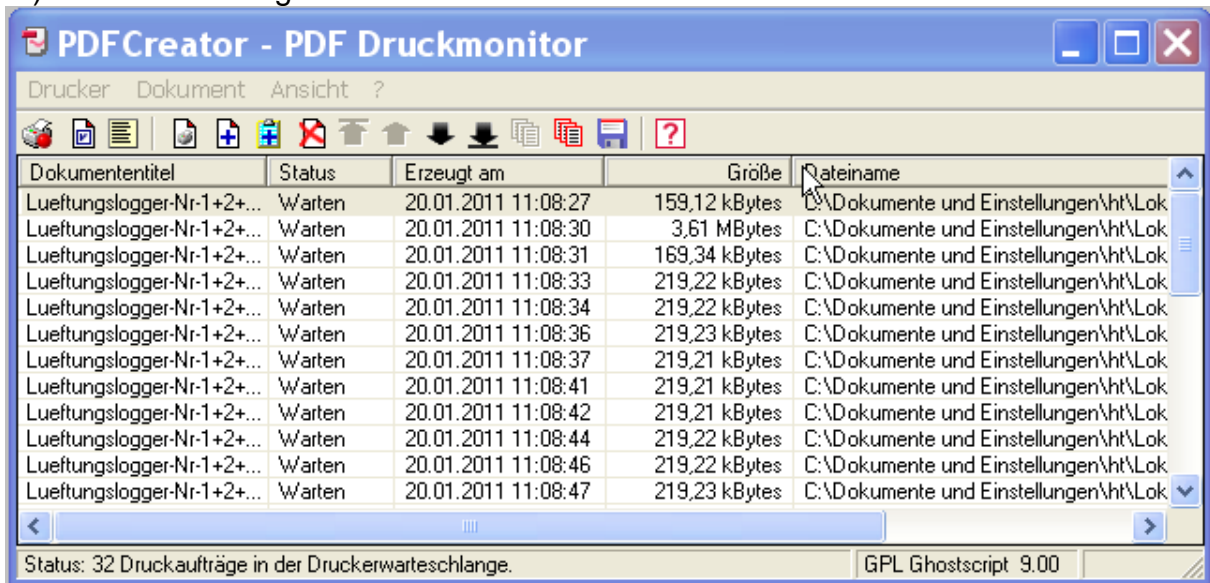 PDFCreator - PDF Druckmonitor
Drucker Dokument Ansicht ?
Dokumententitel Status Erzeugt am Größe Dateiname
Lueftungslogger-Nr-1+2+... Warten 20.01.2011 11:08:27 159,12 kBytes C:\Dokumente und Einstellungen\ht\Lok
Lueftungslogger-Nr-1+2+... Warten 20.01.2011 11:08:30 3,61 MBytes C:\Dokumente und Einstellungen\ht\Lok
Lueftungslogger-Nr-1+2+... Warten 20.01.2011 11:08:31 169,34 kBytes C:\Dokumente und Einstellungen\ht\Lok
Lueftungslogger-Nr-1+2+... Warten 20.01.2011 11:08:33 219,22 kBytes C:\Dokumente und Einstellungen\ht\Lok
Lueftungslogger-Nr-1+2+... Warten 20.01.2011 11:08:34 219,22 kBytes C:\Dokumente und Einstellungen\ht\Lok
Lueftungslogger-Nr-1+2+... Warten 20.01.2011 11:08:36 219,23 kBytes C:\Dokumente und Einstellungen\ht\Lok
Lueftungslogger-Nr-1+2+... Warten 20.01.2011 11:08:37 219,21 kBytes C:\Dokumente und Einstellungen\ht\Lok
Lueftungslogger-Nr-1+2+... Warten 20.01.2011 11:08:41 219,21 kBytes C:\Dokumente und Einstellungen\ht\Lok
Lueftungslogger-Nr-1+2+... Warten 20.01.2011 11:08:42 219,21 kBytes C:\Dokumente und Einstellungen\ht\Lok
Lueftungslogger-Nr-1+2+... Warten 20.01.2011 11:08:44 219,22 kBytes C:\Dokumente und Einstellungen\ht\Lok
Lueftungslogger-Nr-1+2+... Warten 20.01.2011 11:08:46 219,22 kBytes C:\Dokumente und Einstellungen\ht\Lok
Lueftungslogger-Nr-1+2+... Warten 20.01.2011 11:08:47 219,23 kBytes C:\Dokumente und Einstellungen\ht\Lok
Status: 32 Druckaufträge in der Druckerwarteschlange. GPL Ghostscript 9.00